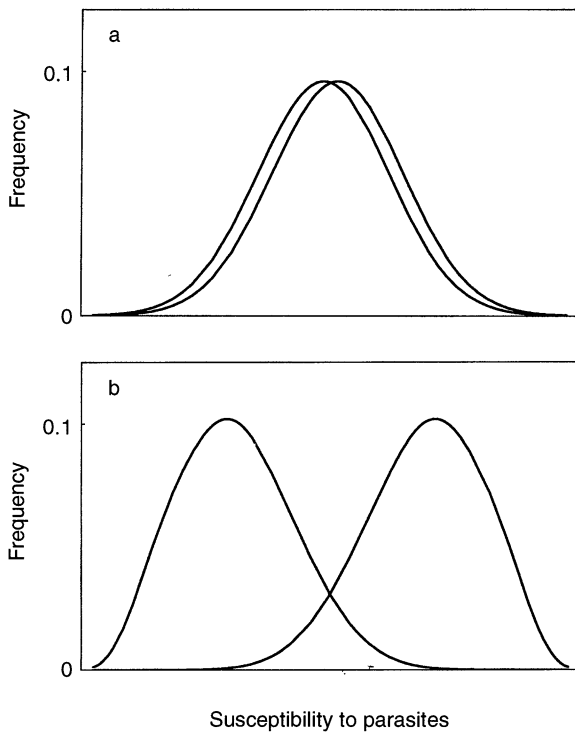 a
0.1
Frequency
0
b
0.1
Frequency
0
Susceptibility to parasites